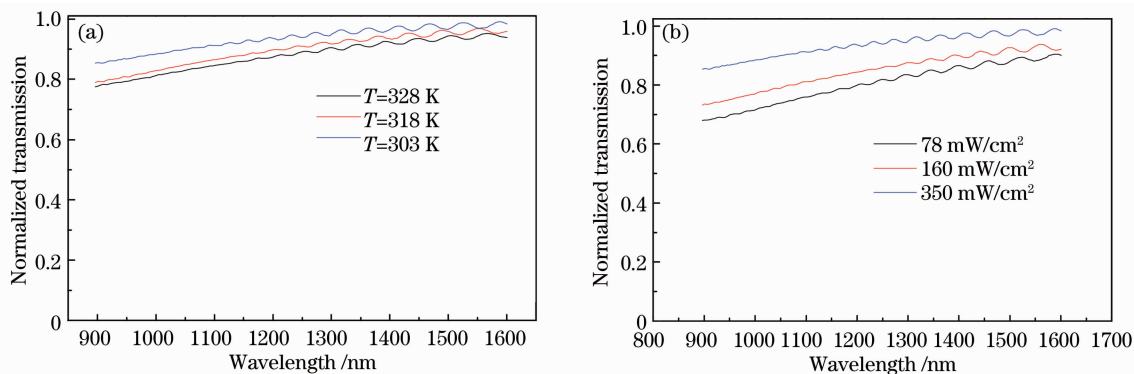 (a)
Normalized transmission
1.0
0.8
0.6
0.4
0.2
0
T=328 K
T=318 K
T=303 K
900 1000 1100 1200 1300 1400 1500 1600
Wavelength /nm
(b)
Normalized transmission
1.0
0.8
0.6
0.4
0.2
0
78 mW/cm²
160 mW/cm²
350 mW/cm²
800 900 1000 1100 1200 1300 1400 1500 1600 1700
Wavelength /nm